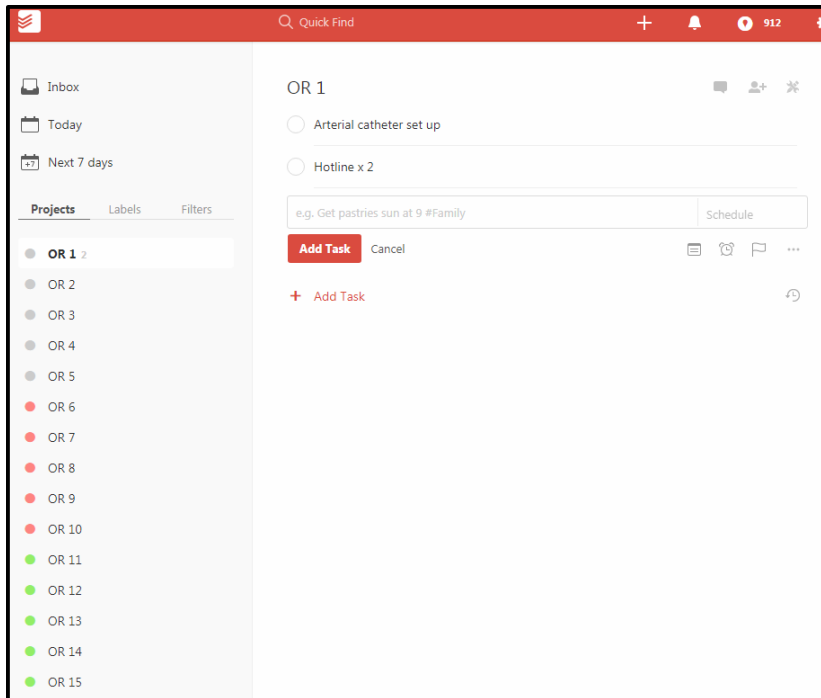 Quick Find
912
Inbox
Today
+7 Next 7 days
Projects Labels Filters
OR 1 2
OR 2
OR 3
OR 4
OR 5
OR 6
OR 7
OR 8
OR 9
OR 10
OR 11
OR 12
OR 13
OR 14
OR 15
OR 1
Arterial catheter set up
Hotline x 2
e.g. Get pastries sun at 9 #Family Schedule
Add Task Cancel
+ Add Task